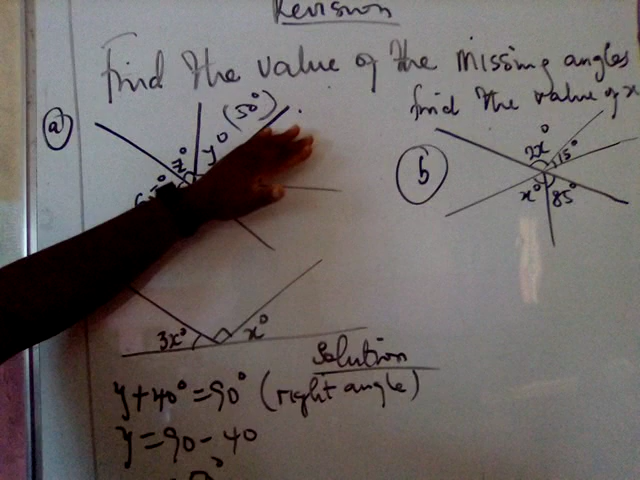 Revision
Find the value of the missing angles
find the value of x
(a)
x°
y°
(50°)
(b)
2x°
15°
x°
85°
3x°
x°
Solution
y + 40° = 90° (right angle)
y = 90 - 40